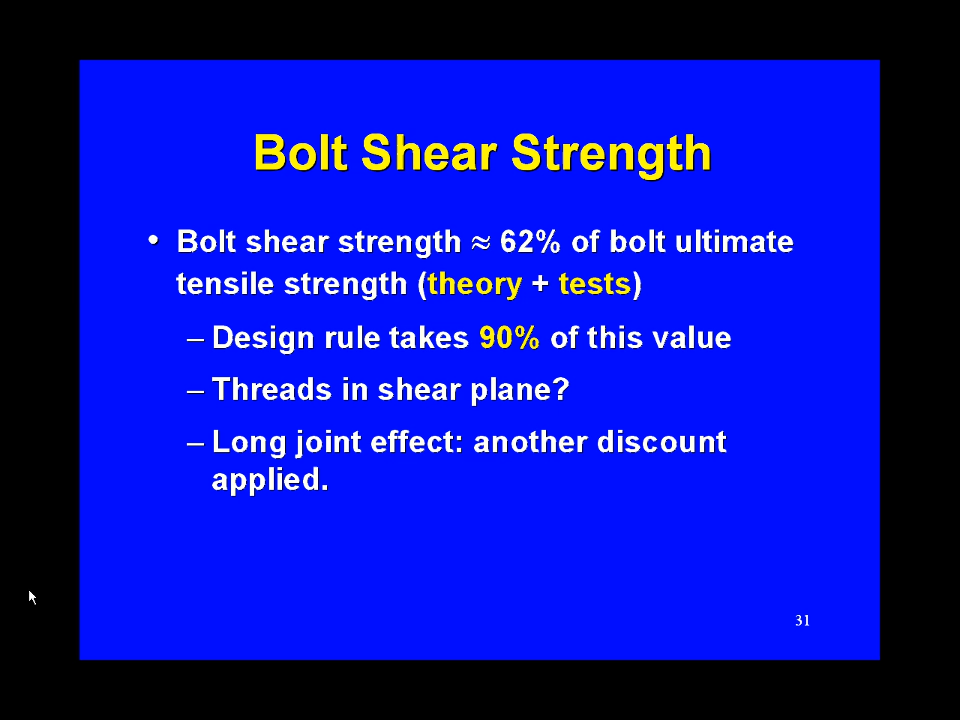 Bolt Shear Strength
• Bolt shear strength ≈ 62% of bolt ultimate
tensile strength (theory + tests)
– Design rule takes 90% of this value
– Threads in shear plane?
– Long joint effect: another discount
applied.
31